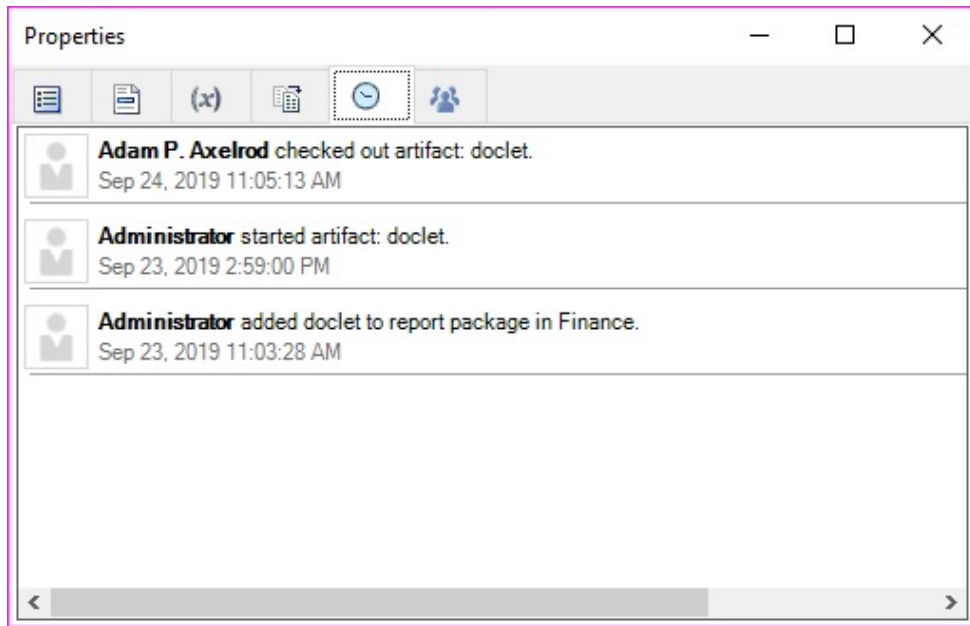 Properties
(x)
Adam P. Axelrod checked out artifact: doclet.
Sep 24, 2019 11:05:13 AM
Administrator started artifact: doclet.
Sep 23, 2019 2:59:00 PM
Administrator added doclet to report package in Finance.
Sep 23, 2019 11:03:28 AM